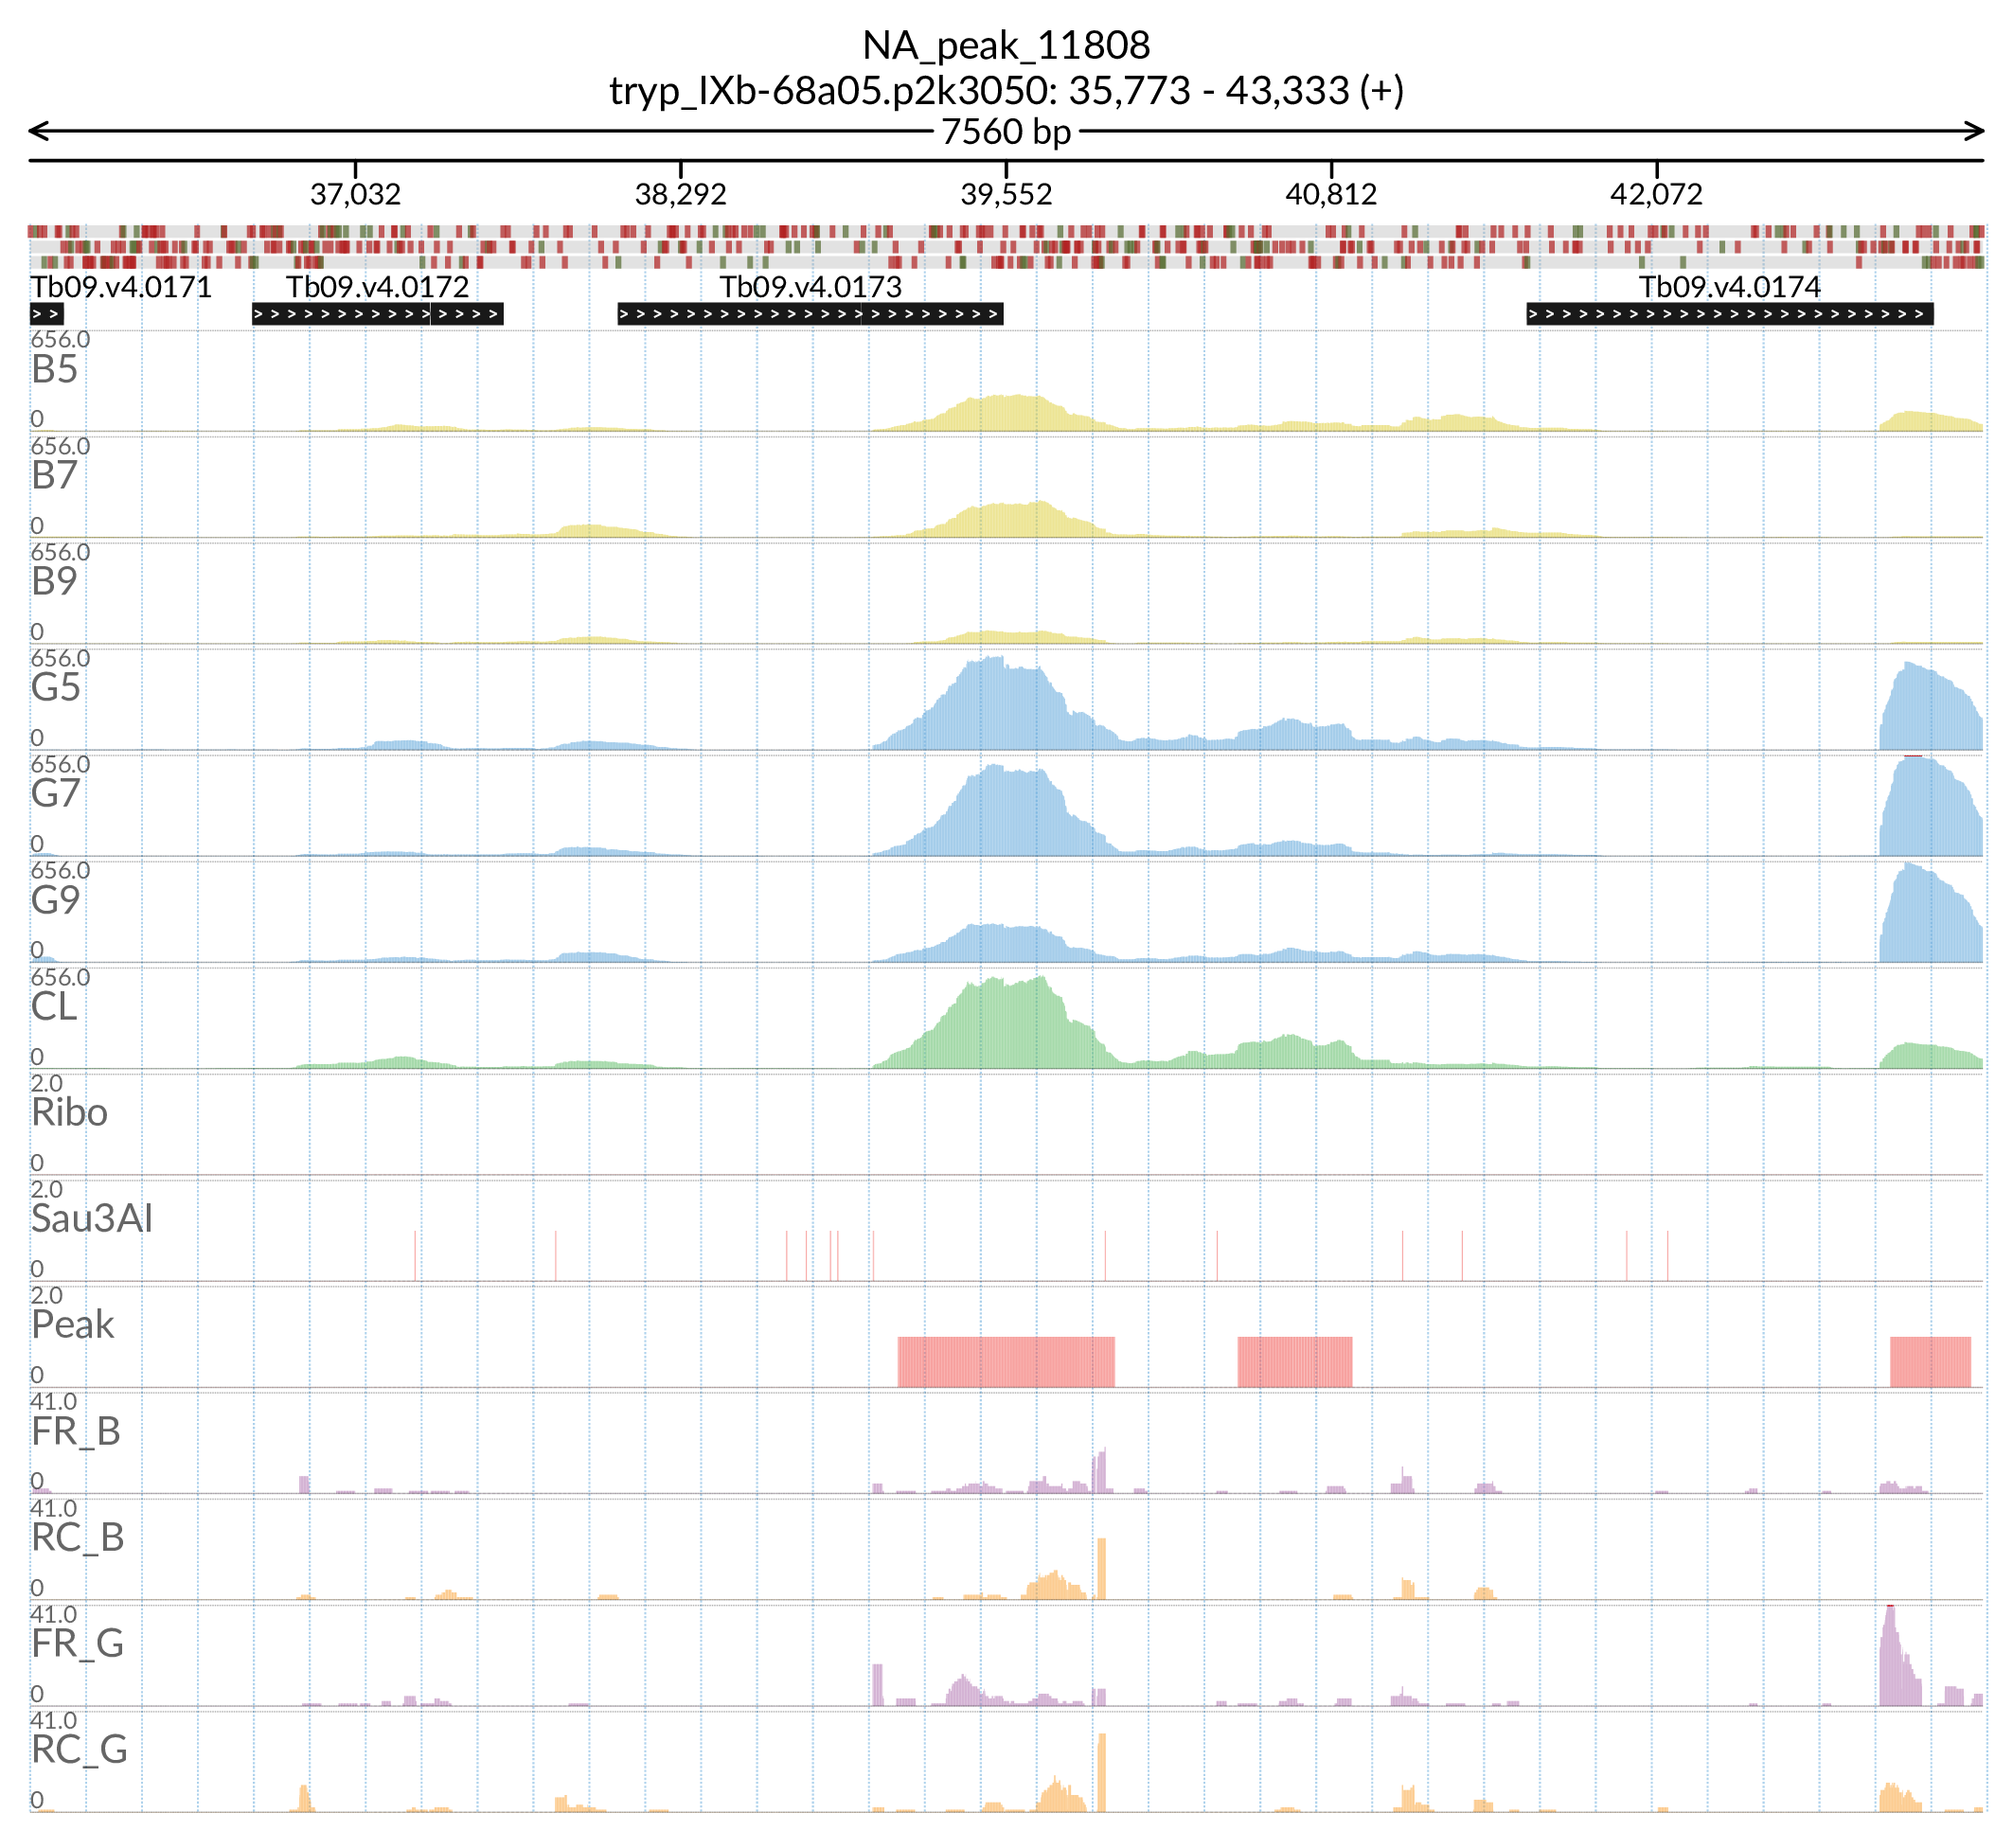 NA_peak_11808
tryp_IXb-68a05.p2k3050: 35,773 - 43,333 (+)
7560 bp
37,032 38,292 39,552 40,812 42,072
Tb09.v4.0171 Tb09.v4.0172 Tb09.v4.0173 Tb09.v4.0174
656.0
B5
0
656.0
B7
0
656.0
B9
0
656.0
G5
0
656.0
G7
0
656.0
G9
0
656.0
CL
0
2.0
Ribo
0
2.0
Sau3AI
0
2.0
Peak
0
41.0
FR_B
0
41.0
RC_B
0
41.0
FR_G
0
41.0
RC_G
0